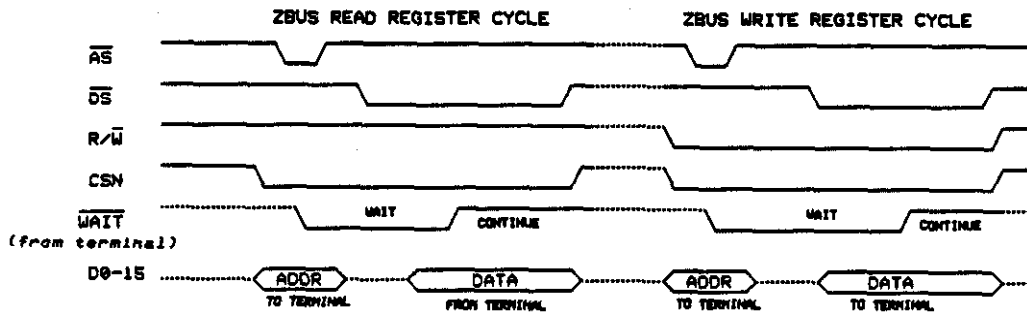 ZBUS READ REGISTER CYCLE ZBUS WRITE REGISTER CYCLE
AS
DS
R/W
CSN
WAIT WAIT CONTINUE WAIT CONTINUE
(from terminal)
D0-15 ADDR DATA ADDR DATA
TO TERMINAL FROM TERMINAL TO TERMINAL TO TERMINAL